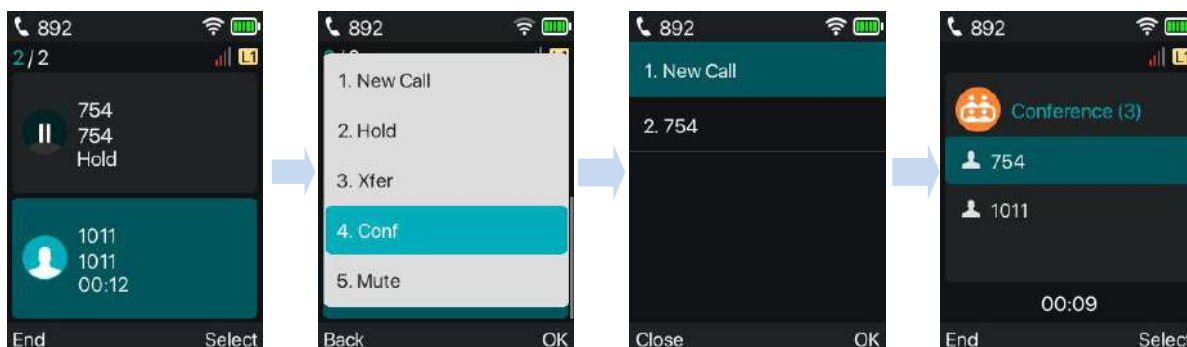 892
2/2
L1
754
754
Hold
1011
1011
00:12
End Select
892
1. New Call
2. Hold
3. Xfer
4. Conf
5. Mute
Back OK
892
1. New Call
2. 754
Close OK
892
Conference (3)
754
1011
00:09
End Select